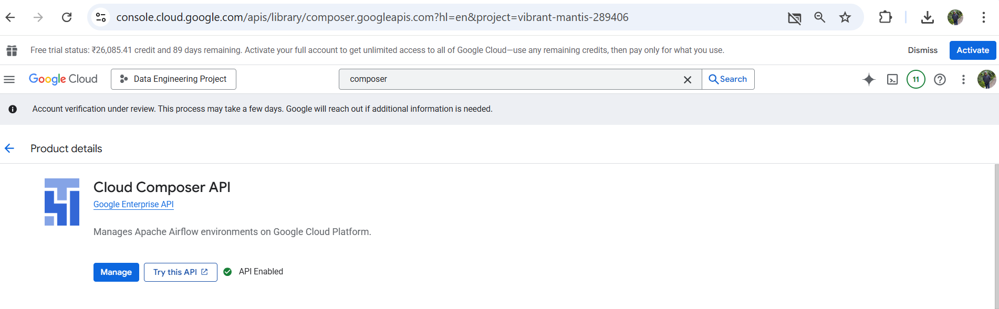 console.cloud.google.com/apis/library/composer.googleapis.com?hl=en&project=vibrant-mantis-289406
Free trial status: ₹26,085.41 credit and 89 days remaining. Activate your full account to get unlimited access to all of Google Cloud—use any remaining credits, then pay only for what you use.
Dismiss
Activate
Google Cloud
Data Engineering Project
composer
Search
11
Account verification under review. This process may take a few days. Google will reach out if additional information is needed.
Product details
Cloud Composer API
Google Enterprise API
Manages Apache Airflow environments on Google Cloud Platform.
Manage
Try this API
API Enabled